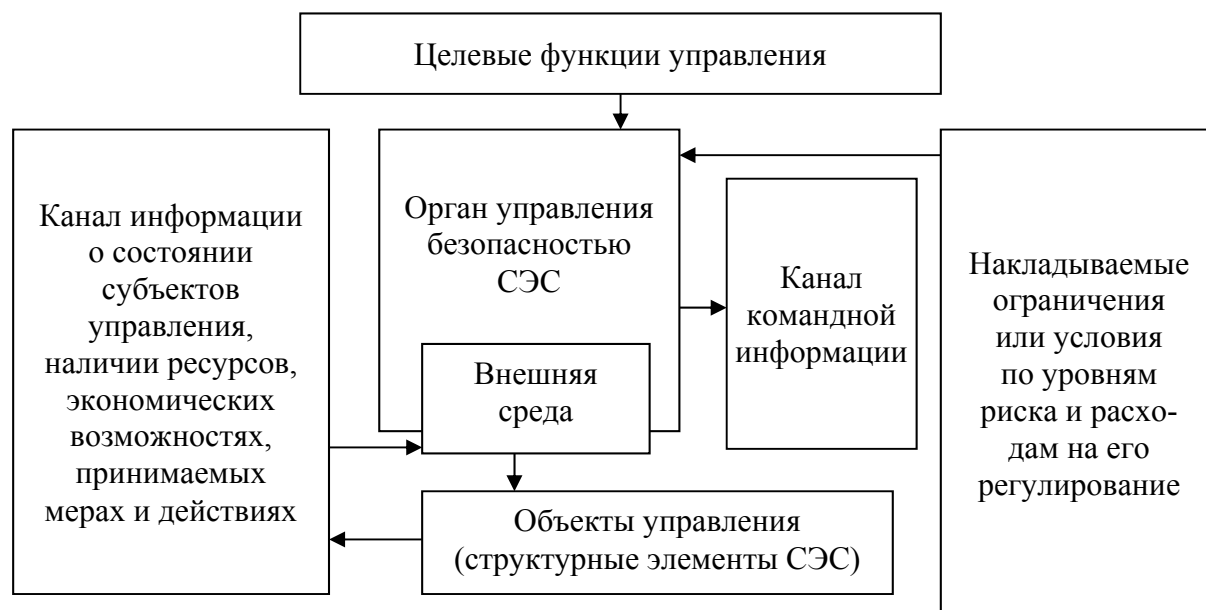 Целевые функции управления
Канал информации
о состоянии
субъектов
управления,
наличии ресурсов,
экономических
возможностях,
принимаемых
мерах и действиях
Орган управления
безопасностью
СЭС
Внешняя
среда
Канал
командной
информации
Накладываемые
ограничения
или условия
по уровням
риска и расхо-
дам на его
регулирование
Объекты управления
(структурные элементы СЭС)